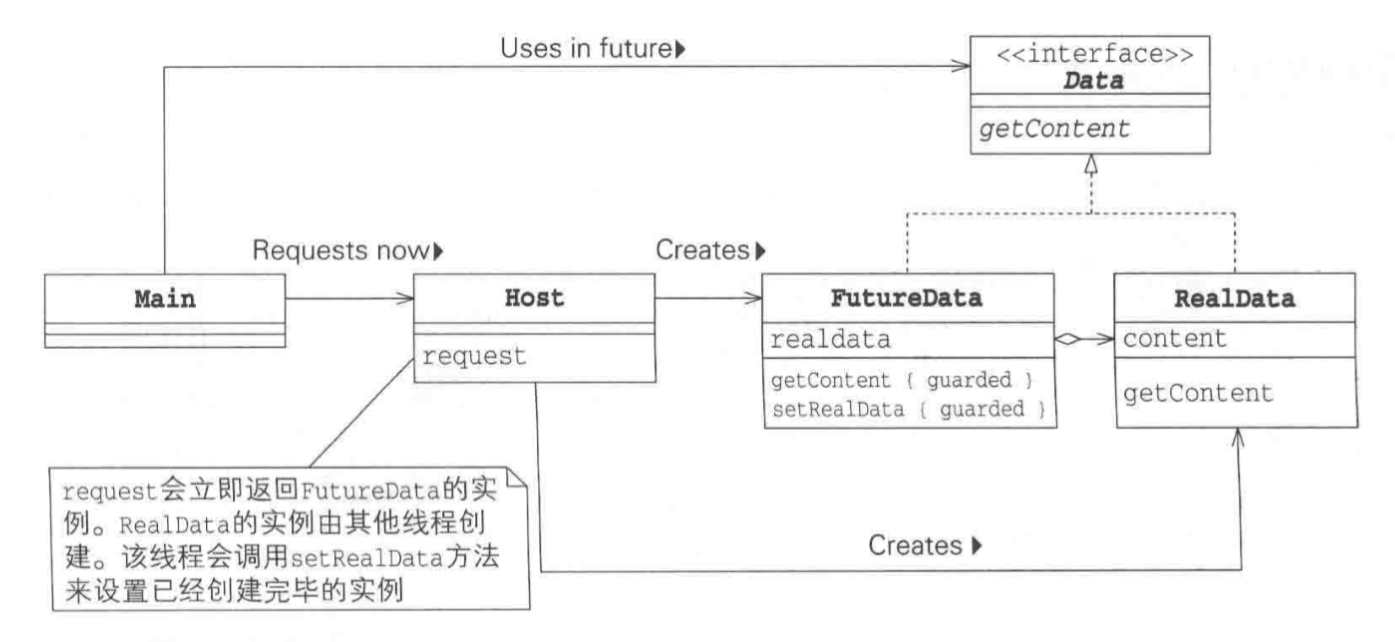 Uses in future▶
<<interface>>
Data
getContent
Requests now▶
Creates▶
Main
Host
request
FutureData
realdata
getContent { guarded }
setRealData { guarded }
RealData
content
getContent
request会立即返回FutureData的实
例。RealData的实例由其他线程创
建。该线程会调用setRealData方法
来设置已经创建完毕的实例
Creates▶